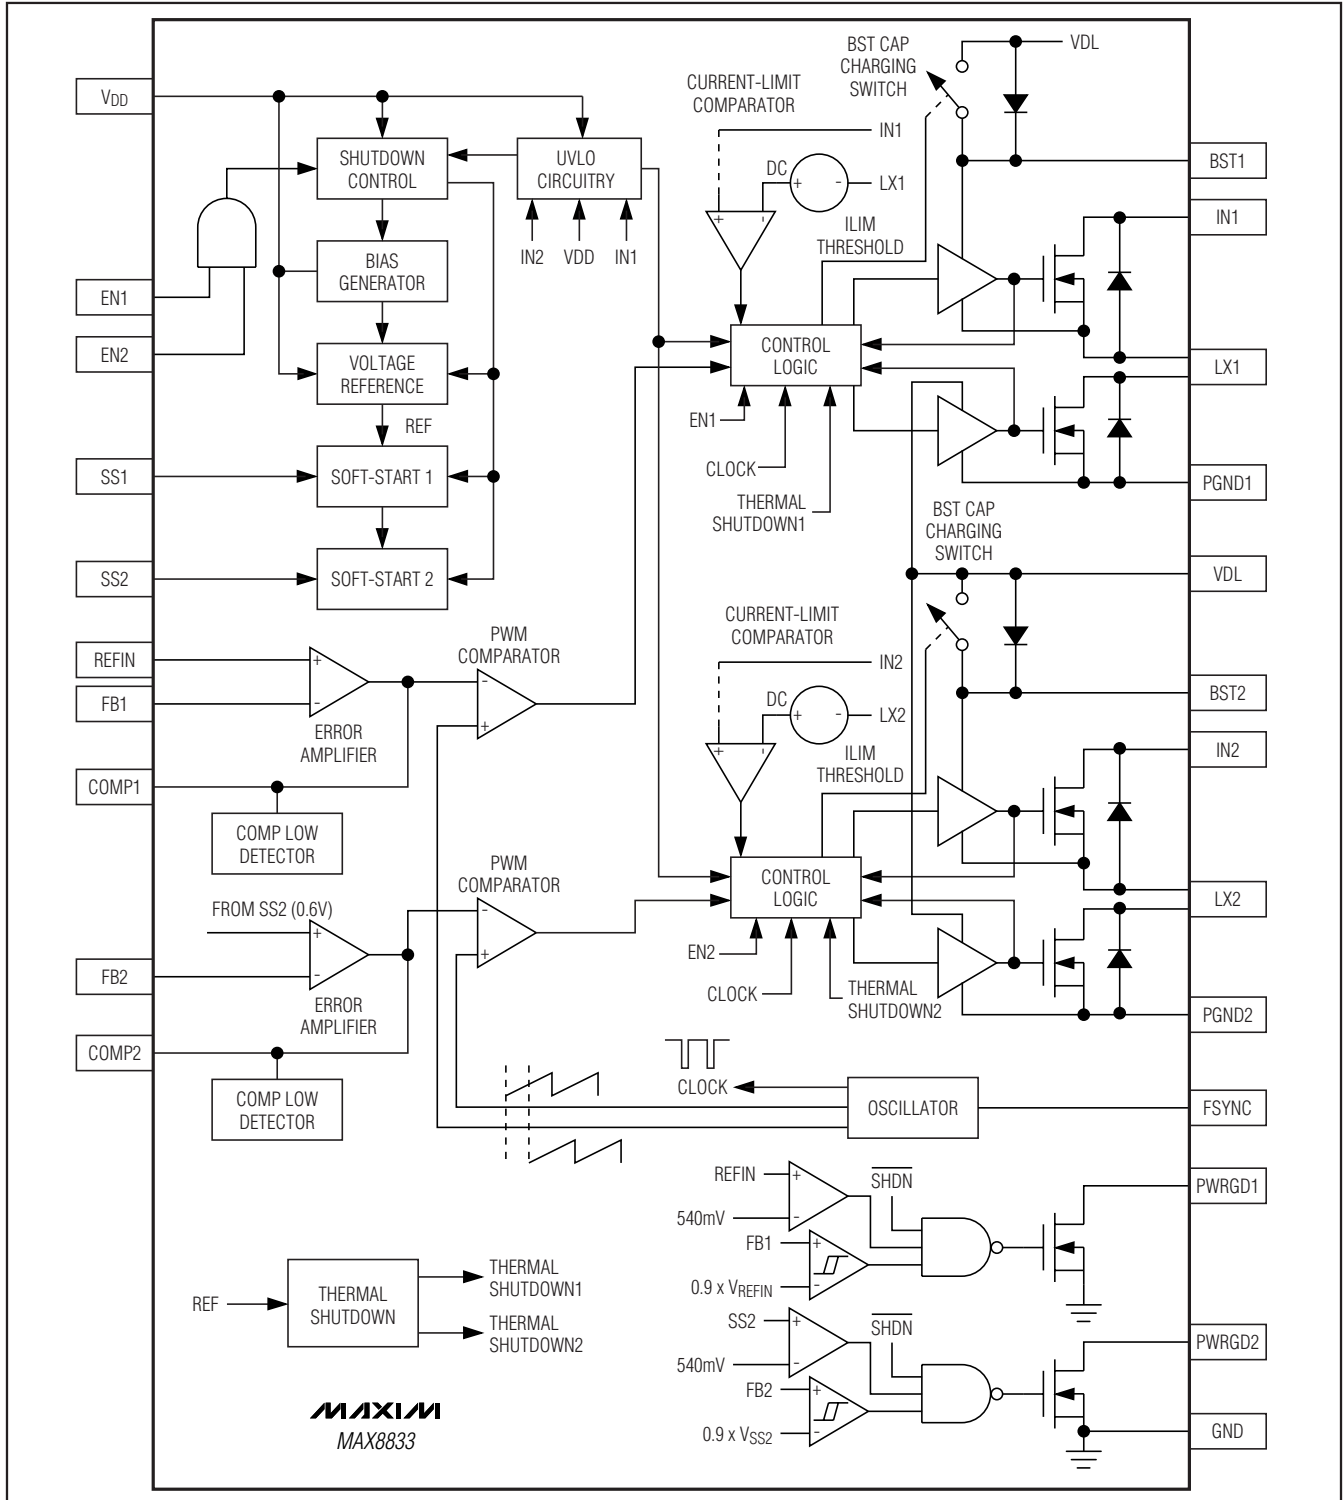 VDD
EN1
EN2
SS1
SS2
REFIN
FB1
COMP1
FB2
COMP2
SHUTDOWN
CONTROL
UVLO
CIRCUITRY
IN2
VDD
IN1
BIAS
GENERATOR
VOLTAGE
REFERENCE
REF
SOFT-START 1
SOFT-START 2
+
-
ERROR
AMPLIFIER
PWM
COMPARATOR
-
+
COMP LOW
DETECTOR
FROM SS2 (0.6V)
+
-
ERROR
AMPLIFIER
PWM
COMPARATOR
-
+
COMP LOW
DETECTOR
CURRENT-LIMIT
COMPARATOR
IN1
DC
+
-
LX1
+
-
ILIM
THRESHOLD
BST CAP
CHARGING
SWITCH
VDL
CONTROL
LOGIC
EN1
CLOCK
THERMAL
SHUTDOWN1
BST CAP
CHARGING
SWITCH
CURRENT-LIMIT
COMPARATOR
IN2
DC
+
-
LX2
+
-
ILIM
THRESHOLD
CONTROL
LOGIC
EN2
CLOCK
THERMAL
SHUTDOWN2
CLOCK
OSCILLATOR
REFIN
+
540mV
-
SHDN
FB1
+
0.9 x VREFIN
-
SS2
+
540mV
-
SHDN
FB2
+
0.9 x VSS2
-
REF
THERMAL
SHUTDOWN
THERMAL
SHUTDOWN1
THERMAL
SHUTDOWN2
MAXIM
MAX8833
BST1
IN1
LX1
PGND1
VDL
BST2
IN2
LX2
PGND2
FSYNC
PWRGD1
PWRGD2
GND